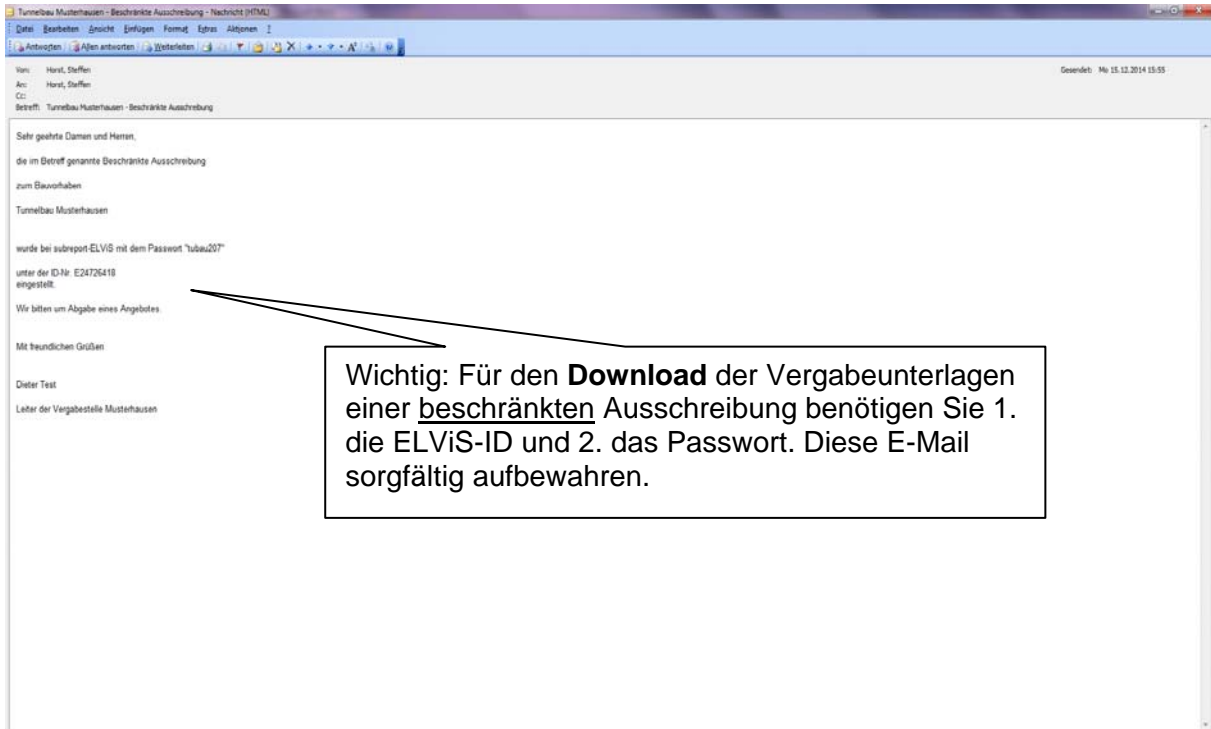 Tunnelbau Musterhausen - Beschränkte Ausschreibung - Nachricht (HTML)
Datei Bearbeiten Ansicht Einfügen Format Extras Aktionen ?
Antworten Allen antworten Weiterleiten
Von: Horst, Steffen
Gesendet: Mo 15.12.2014 15:55
An: Horst, Steffen
Cc:
Betreff: Tunnelbau Musterhausen - Beschränkte Ausschreibung
Sehr geehrte Damen und Herren,
die im Betreff genannte Beschränkte Ausschreibung
zum Bauvorhaben
Tunnelbau Musterhausen
wurde bei subreport-ELViS mit dem Passwort "tubau207"
unter der ID-Nr. E24726418
eingestellt.
Wir bitten um Abgabe eines Angebotes.
Mit freundlichen Grüßen
Dieter Test
Leiter der Vergabestelle Musterhausen
Wichtig: Für den Download der Vergabeunterlagen
einer beschränkten Ausschreibung benötigen Sie 1.
die ELViS-ID und 2. das Passwort. Diese E-Mail
sorgfältig aufbewahren.